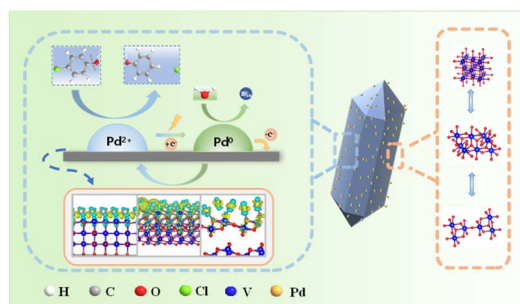 Pd²⁺
+e⁻
Pd⁰
-e⁻
-e⁻
H C O Cl V Pd